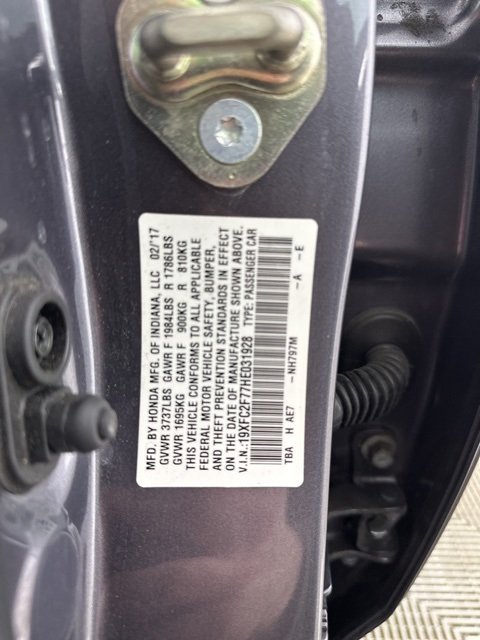 MFD. BY HONDA MFG. OF INDIANA, LLC 02/'17
GVWR 3737LBS GAWR F 1984LBS R 1786LBS
GVWR 1695KG GAWR F 900KG R 810KG
THIS VEHICLE CONFORMS TO ALL APPLICABLE
FEDERAL MOTOR VEHICLE SAFETY, BUMPER,
AND THEFT PREVENTION STANDARDS IN EFFECT
ON THE DATE OF MANUFACTURE SHOWN ABOVE.
V.I.N.:19XFC2F77HE031928 TYPE: PASSENGER CAR
–NH797M –A –E
TBA H AE7